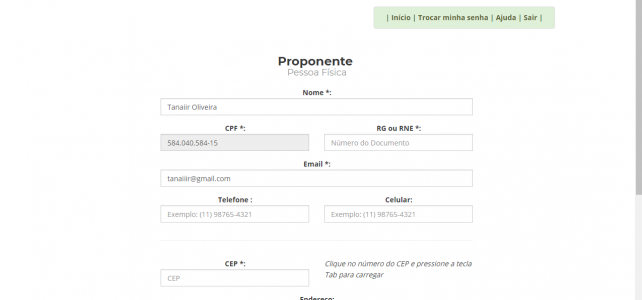 | Início | Trocar minha senha | Ajuda | Sair |
Proponente
Pessoa Física
Nome *:
Tanaiir Oliveira
CPF *: RG ou RNE *:
584.040.584-15 Número do Documento
Email *:
tanaiiir@gmail.com
Telefone : Celular:
Exemplo: (11) 98765-4321 Exemplo: (11) 98765-4321
CEP *: Clique no número do CEP e pressione a tecla
CEP Tab para carregar
Endereço: